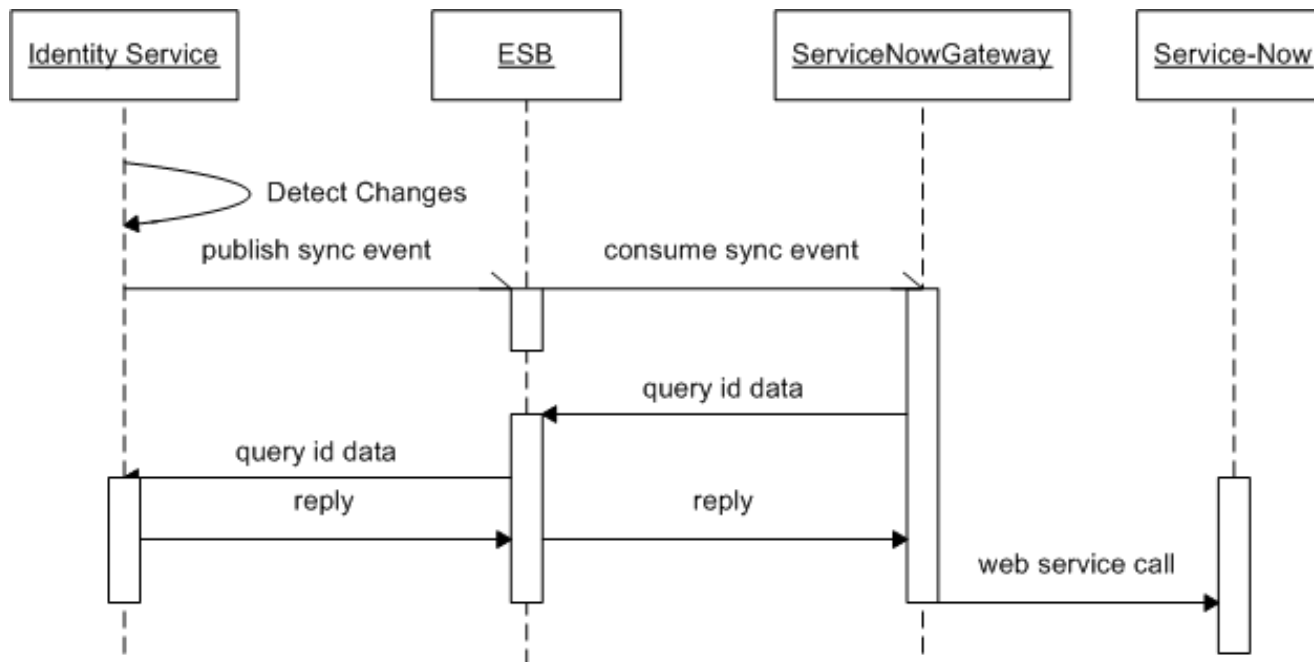 Identity Service
ESB
ServiceNowGateway
Service-Now
Detect Changes
publish sync event
consume sync event
query id data
query id data
reply
reply
web service call